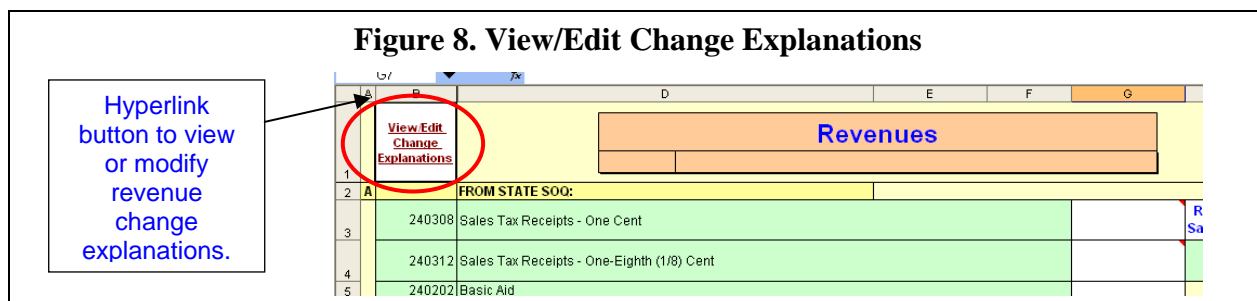 Figure 8. View/Edit Change Explanations
Hyperlink
button to view
or modify
revenue
change
explanations.
G7
A B D E F G
View/Edit
Change
Explanations
Revenues
1
2 A FROM STATE SOQ:
3 240308 Sales Tax Receipts - One Cent
4 240312 Sales Tax Receipts - One-Eighth (1/8) Cent
5 240202 Basic Aid